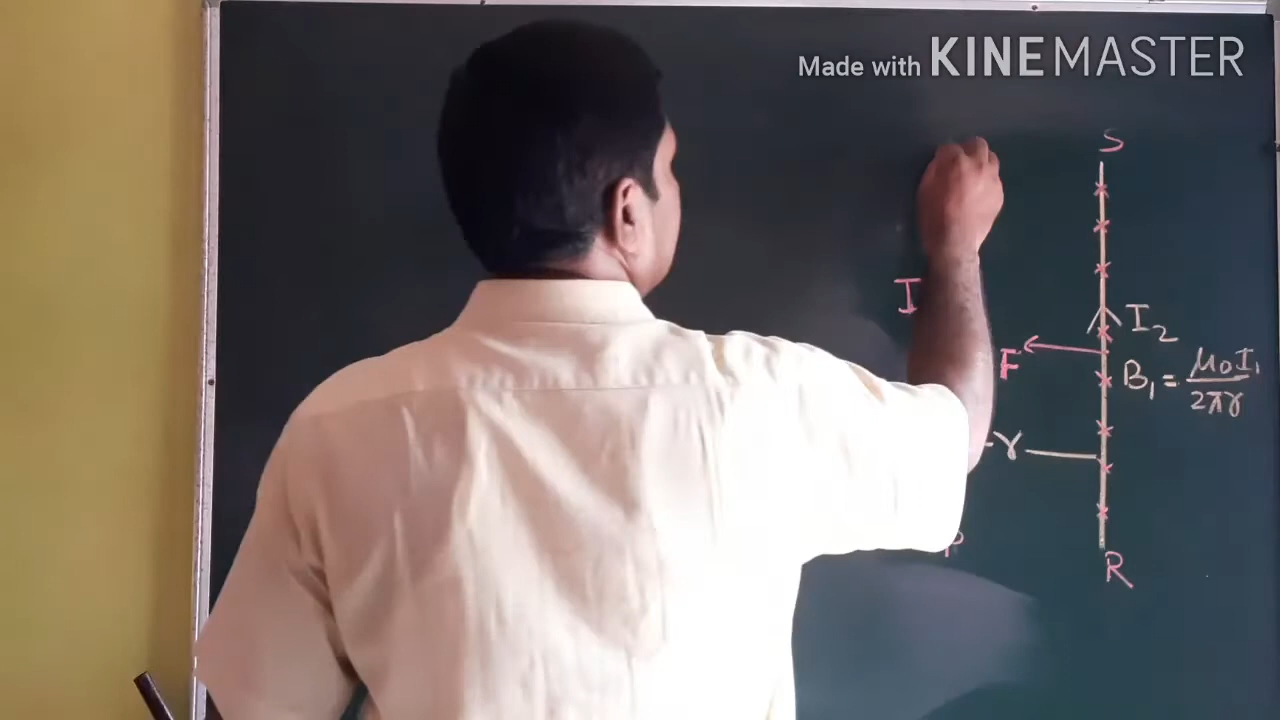 Made with KINEMASTER
S
I
I₂
F
B₁ = μ₀I₁/2πr
r
P
R